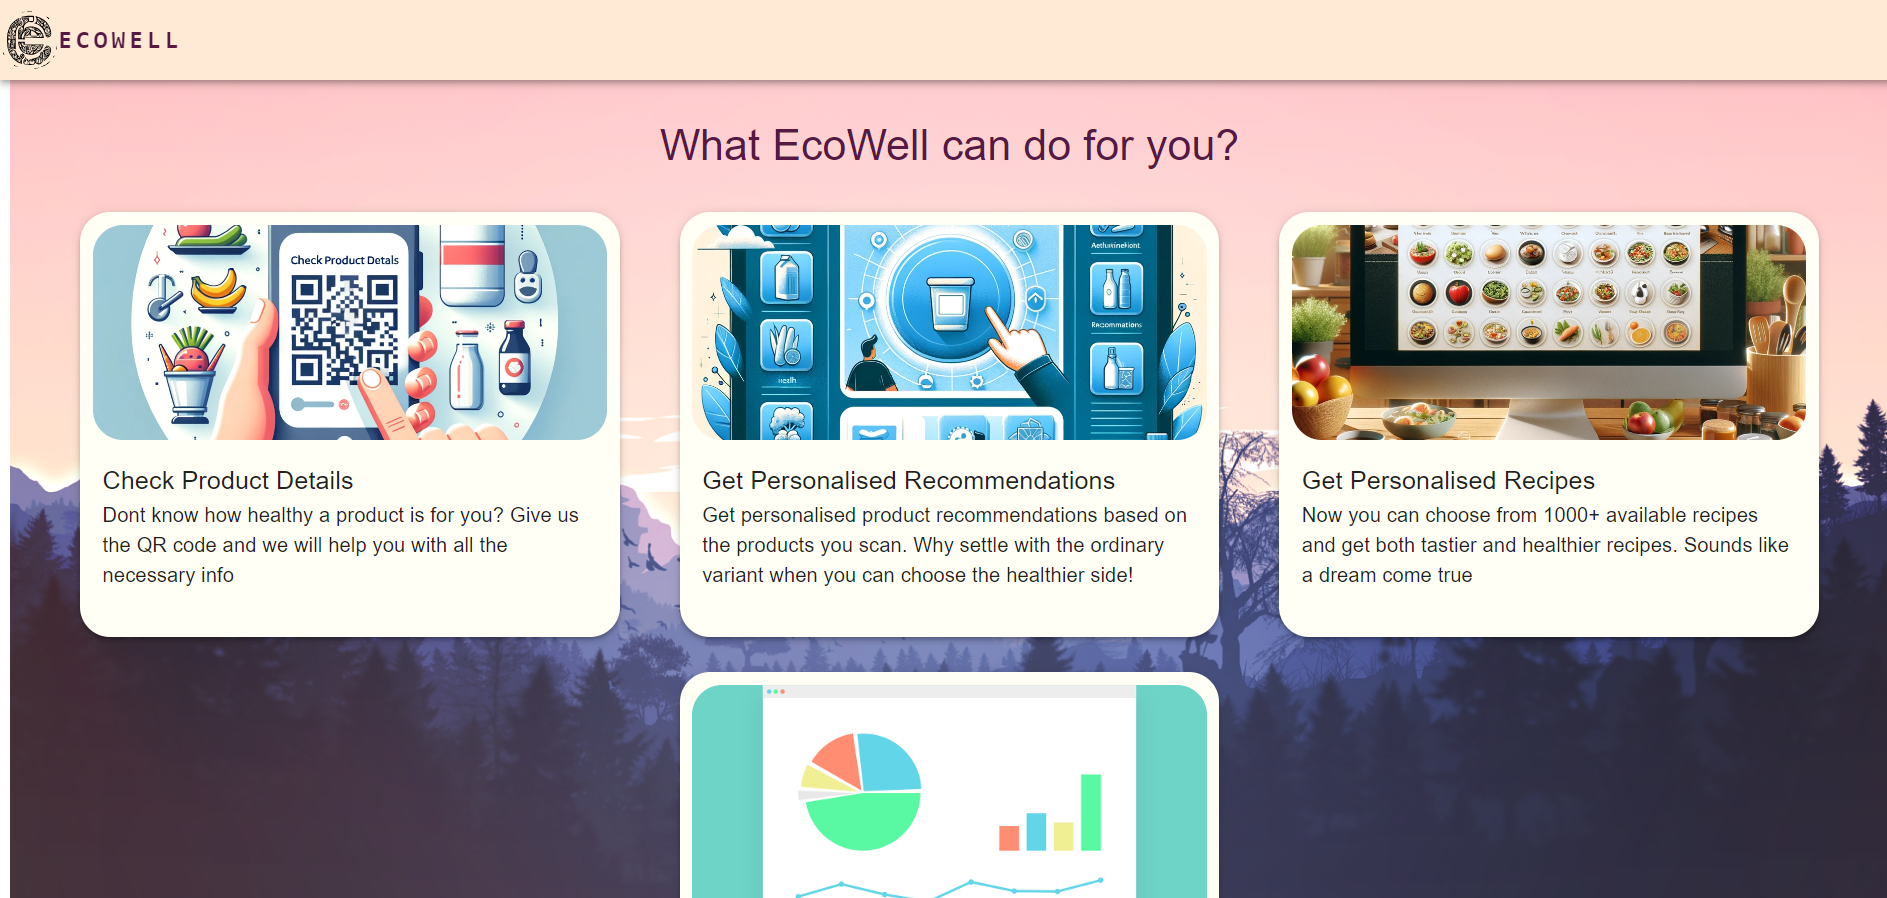 ECOWELL
What EcoWell can do for you?
Check Product Detals
Aethuiineihiont
Recommations
Health
Check Product Details
Dont know how healthy a product is for you? Give us
the QR code and we will help you with all the
necessary info
Get Personalised Recommendations
Get personalised product recommendations based on
the products you scan. Why settle with the ordinary
variant when you can choose the healthier side!
Get Personalised Recipes
Now you can choose from 1000+ available recipes
and get both tastier and healthier recipes. Sounds like
a dream come true